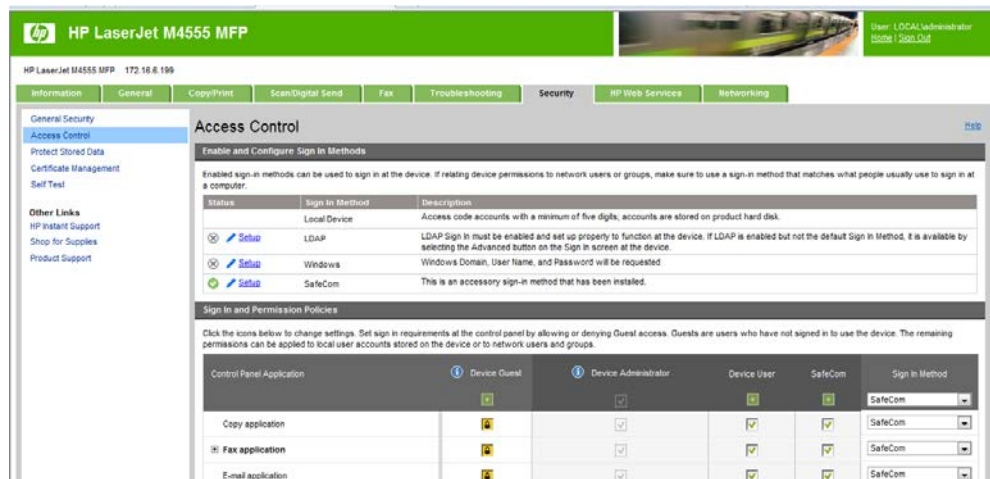 hp HP LaserJet M4555 MFP
User: LOCAL\administrator
Home | Sign Out
HP LaserJet M4555 MFP 172.16.6.199
Information General Copy/Print Scan/Digital Send Fax Troubleshooting Security HP Web Services Networking
General Security
Access Control
Protect Stored Data
Certificate Management
Self Test
Other Links
HP Instant Support
Shop for Supplies
Product Support
Access Control
Help
Enable and Configure Sign In Methods
Enabled sign-in methods can be used to sign in at the device. If relating device permissions to network users or groups, make sure to use a sign-in method that matches what people usually use to sign in at
a computer.
Status Sign In Method Description
Local Device Access code accounts with a minimum of five digits; accounts are stored on product hard disk.
Setup LDAP LDAP Sign In must be enabled and set up properly to function at the device. If LDAP is enabled but not the default Sign In Method, it is available by
selecting the Advanced button on the Sign In screen at the device.
Setup Windows Windows Domain, User Name, and Password will be requested
Setup SafeCom This is an accessory sign-in method that has been installed.
Sign In and Permission Policies
Click the icons below to change settings. Set sign in requirements at the control panel by allowing or denying Guest access. Guests are users who have not signed in to use the device. The remaining
permissions can be applied to local user accounts stored on the device or to network users and groups.
Control Panel Application Device Guest Device Administrator Device User SafeCom Sign In Method
SafeCom
Copy application SafeCom
Fax application SafeCom
E-mail application SafeCom